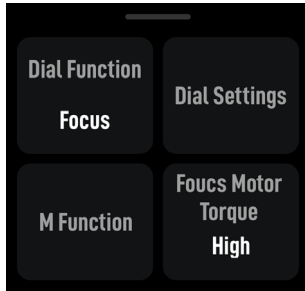 Dial Function
Focus
Dial Settings
M Function
Foucs Motor
Torque
High